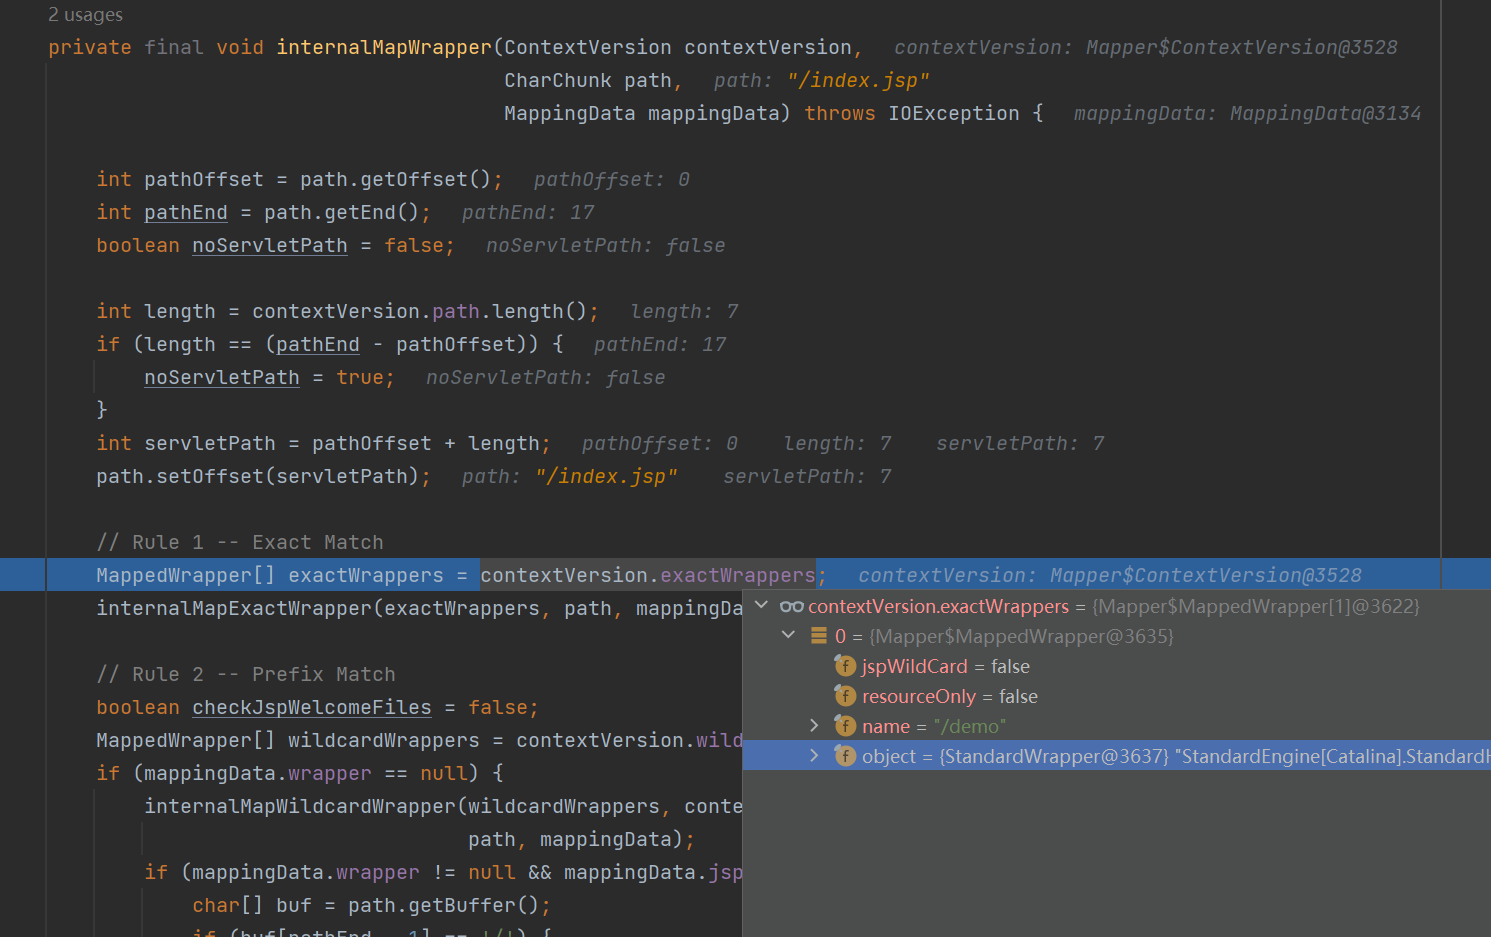 2 usages
private final void internalMapWrapper(ContextVersion contextVersion,   contextVersion: Mapper$ContextVersion@3528
CharChunk path,   path: "/index.jsp"
MappingData mappingData) throws IOException {   mappingData: MappingData@3134
int pathOffset = path.getOffset();   pathOffset: 0
int pathEnd = path.getEnd();   pathEnd: 17
boolean noServletPath = false;   noServletPath: false
int length = contextVersion.path.length();   length: 7
if (length == (pathEnd - pathOffset)) {   pathEnd: 17
noServletPath = true;   noServletPath: false
}
int servletPath = pathOffset + length;   pathOffset: 0   length: 7   servletPath: 7
path.setOffset(servletPath);   path: "/index.jsp"   servletPath: 7
// Rule 1 -- Exact Match
MappedWrapper[] exactWrappers = contextVersion.exactWrappers;   contextVersion: Mapper$ContextVersion@3528
internalMapExactWrapper(exactWrappers, path, mappingDa
// Rule 2 -- Prefix Match
boolean checkJspWelcomeFiles = false;
MappedWrapper[] wildcardWrappers = contextVersion.wild
if (mappingData.wrapper == null) {
internalMapWildcardWrapper(wildcardWrappers, conte
path, mappingData);
if (mappingData.wrapper != null && mappingData.jsp
char[] buf = path.getBuffer();
if (buf[pathEnd - 1] == '/') {
contextVersion.exactWrappers = {Mapper$MappedWrapper[1]@3622}
0 = {Mapper$MappedWrapper@3635}
f jspWildCard = false
f resourceOnly = false
f name = "/demo"
f object = {StandardWrapper@3637} "StandardEngine[Catalina].StandardH